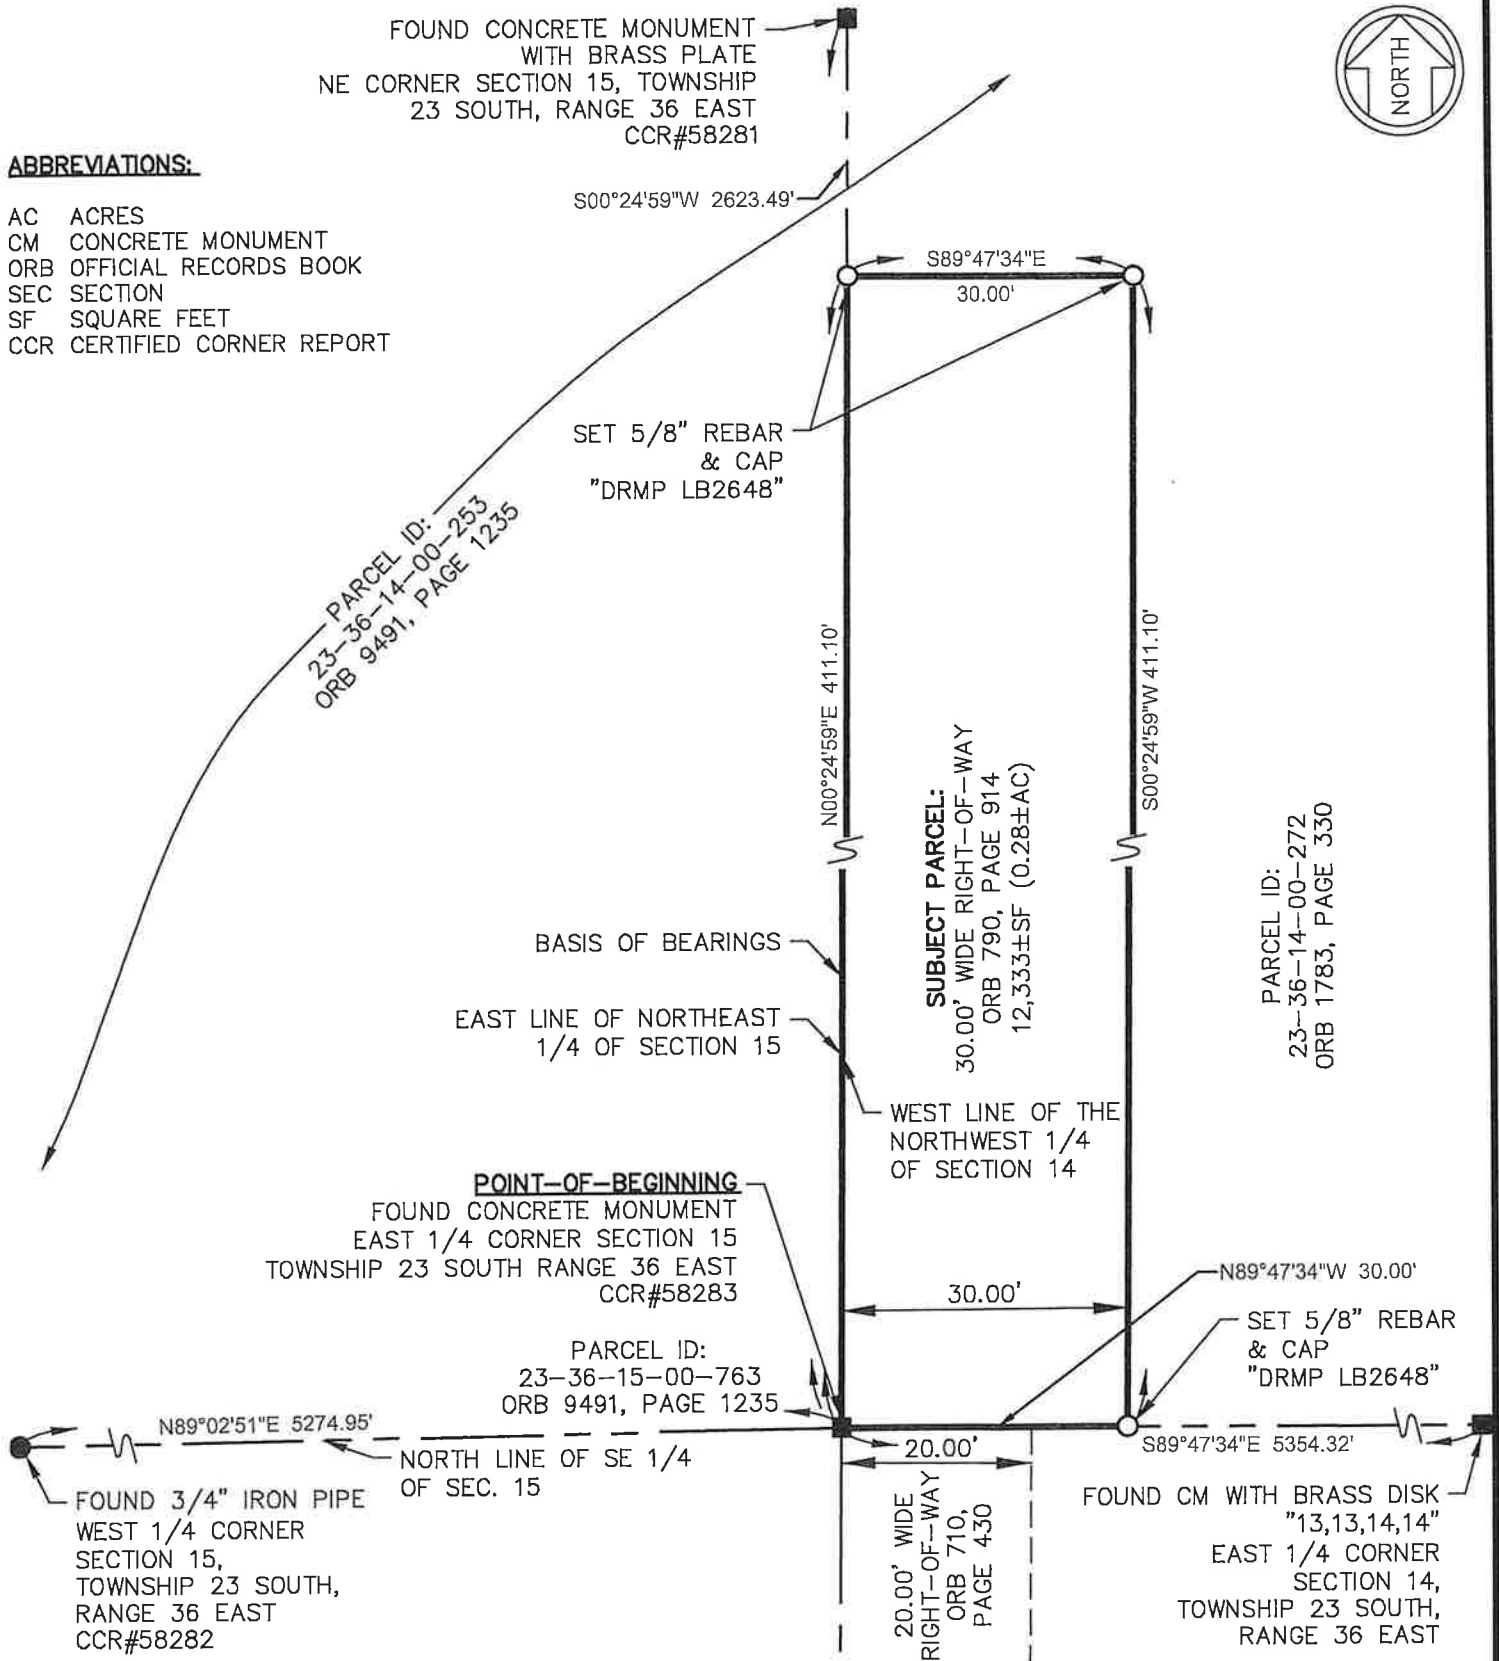 FOUND CONCRETE MONUMENT
WITH BRASS PLATE
NE CORNER SECTION 15, TOWNSHIP
23 SOUTH, RANGE 36 EAST
CCR#58281
NORTH
ABBREVIATIONS:
AC ACRES
CM CONCRETE MONUMENT
ORB OFFICIAL RECORDS BOOK
SEC SECTION
SF SQUARE FEET
CCR CERTIFIED CORNER REPORT
S00°24'59"W 2623.49'
S89°47'34"E
30.00'
SET 5/8" REBAR
& CAP
"DRMP LB2648"
PARCEL ID:
23-36-14-00-253
ORB 9491, PAGE 1235
N00°24'59"E 411.10'
S00°24'59"W 411.10'
SUBJECT PARCEL:
30.00' WIDE RIGHT-OF-WAY
ORB 790, PAGE 914
12,333±SF (0.28±AC)
PARCEL ID:
23-36-14-00-272
ORB 1783, PAGE 330
BASIS OF BEARINGS
EAST LINE OF NORTHEAST
1/4 OF SECTION 15
WEST LINE OF THE
NORTHWEST 1/4
OF SECTION 14
POINT-OF-BEGINNING
FOUND CONCRETE MONUMENT
EAST 1/4 CORNER SECTION 15
TOWNSHIP 23 SOUTH RANGE 36 EAST
CCR#58283
30.00'
N89°47'34"W 30.00'
SET 5/8" REBAR
& CAP
"DRMP LB2648"
PARCEL ID:
23-36-15-00-763
ORB 9491, PAGE 1235
N89°02'51"E 5274.95'
NORTH LINE OF SE 1/4
OF SEC. 15
20.00'
S89°47'34"E 5354.32'
FOUND 3/4" IRON PIPE
WEST 1/4 CORNER
SECTION 15,
TOWNSHIP 23 SOUTH,
RANGE 36 EAST
CCR#58282
20.00' WIDE
RIGHT-OF-WAY
ORB 710,
PAGE 430
FOUND CM WITH BRASS DISK
"13,13,14,14"
EAST 1/4 CORNER
SECTION 14,
TOWNSHIP 23 SOUTH,
RANGE 36 EAST